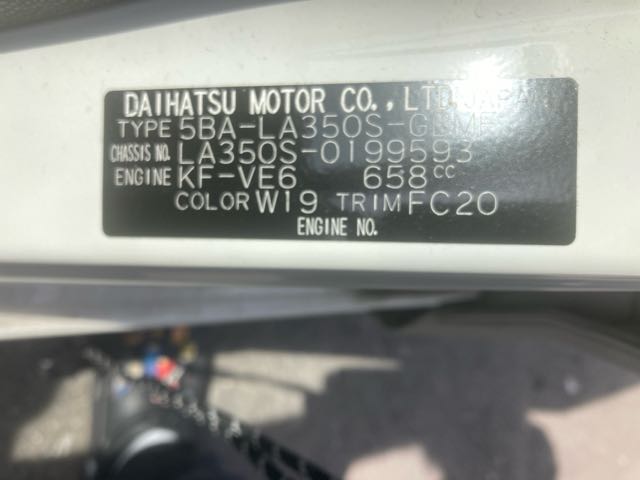 DAIHATSU MOTOR CO., LTD. JAPAN
TYPE 5BA-LA350S-
CHASSIS NO. LA350S-0199593
ENGINE KF-VE6 658cc
COLOR W19 TRIM FC20
ENGINE NO.